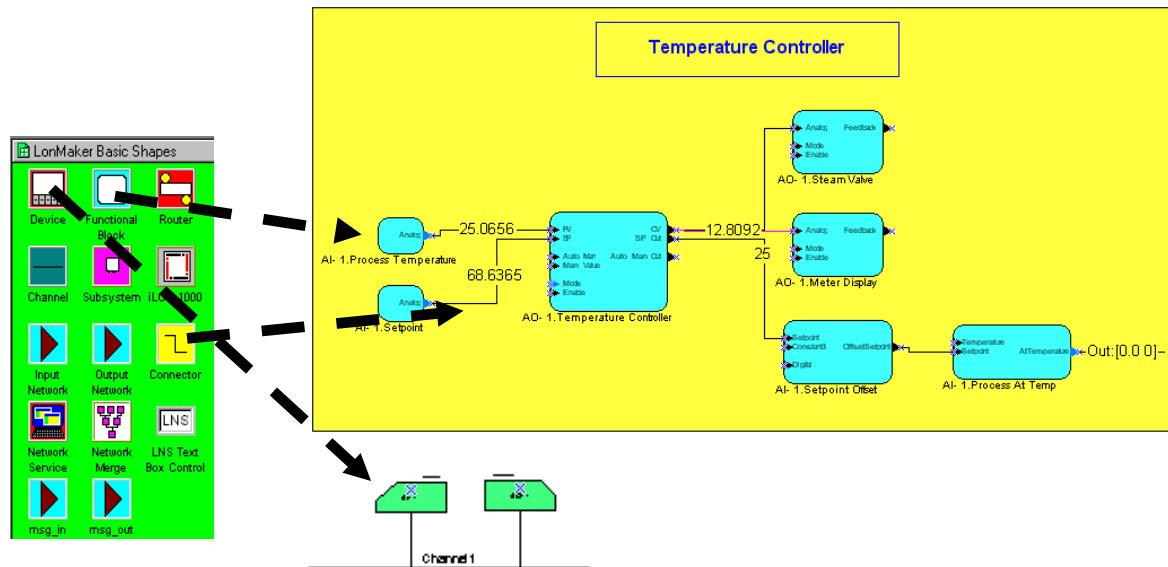 LonMaker Basic Shapes
Device
Functional
Block
Router
Channel
Subsystem
1000
Input
Network
Output
Network
Connector
Network
Service
Network
Merge
LNS
LNS Text
Box Control
msg_in
msg_out
Temperature Controller
Analog
AI- 1.Process Temperature
25.0656
Analog
AI- 1.Setpoint
68.6365
PV
SP
Auto Man
Man Value
Mode
Enable
CV
SP Out
Auto Man Out
AO- 1.Temperature Controller
12.8092
25
Analog
Feedback
Mode
Enable
AO- 1.Steam Valve
Analog
Feedback
Mode
Enable
AO- 1.Meter Display
Setpoint
ConstantB
Digital
OffsetSetpoint
AI- 1.Setpoint Offset
Temperature
Setpoint
AtTemperature
AI- 1.Process At Temp
Out:[0.0 0]
Channel 1